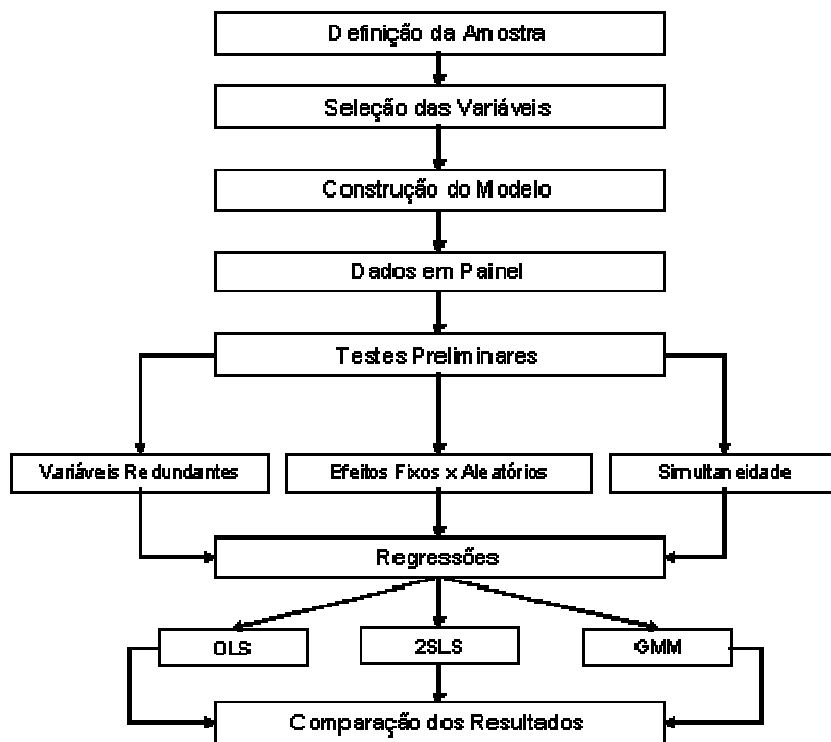 Definição da Amostra
Seleção das Variáveis
Construção do Modelo
Dados em Painel
Testes Preliminares
Variáveis Redundantes
Efeitos Fixos x Aleatórios
Simultaneidade
Regressões
OLS
2SLS
GMM
Comparação dos Resultados